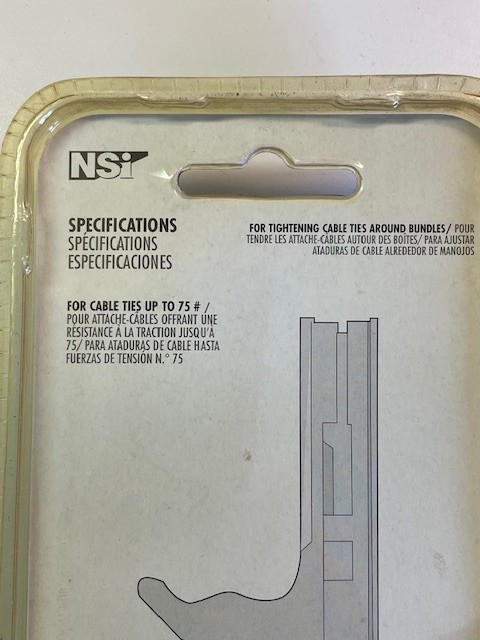 NSi
SPECIFICATIONS
SPÉCIFICATIONS
ESPECIFICACIONES
FOR TIGHTENING CABLE TIES AROUND BUNDLES/ POUR
TENDRE LES ATTACHE-CABLES AUTOUR DES BOÎTES/ PARA AJUSTAR
ATADURAS DE CABLE ALREDEDOR DE MANOJOS
FOR CABLE TIES UP TO 75 # /
POUR ATTACHE-CÂBLES OFFRANT UNE
RÉSISTANCE À LA TRACTION JUSQU'À
75/ PARA ATADURAS DE CABLE HASTA
FUERZAS DE TENSIÓN N.° 75